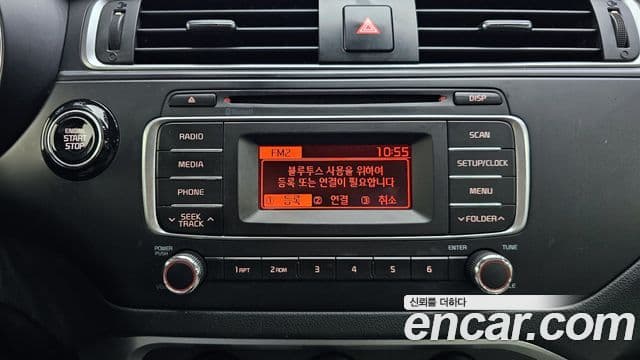 DISP
Bluetooth
ENGINE
START
STOP
RADIO
MEDIA
PHONE
SEEK
TRACK
FM2 10:55
블루투스 사용을 위하여
등록 또는 연결이 필요합니다
① 등록 ② 연결 ③ 취소
SCAN
SETUP/CLOCK
MENU
FOLDER
POWER
PUSH
1 RPT 2 RDM 3 4 5 6
ENTER TUNE
신뢰를 더하다
encar.com